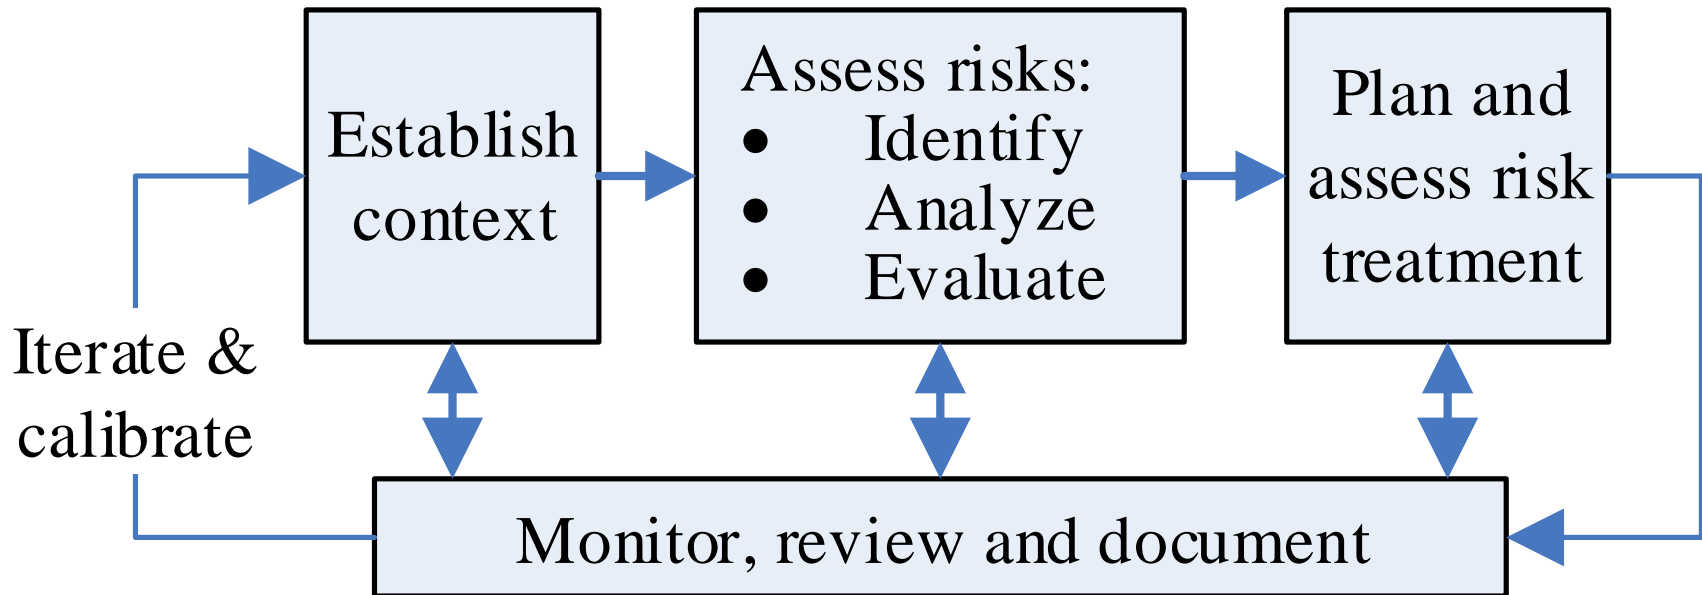 Establish
context
Assess risks:
● Identify
● Analyze
● Evaluate
Plan and
assess risk
treatment
Iterate &
calibrate
Monitor, review and document